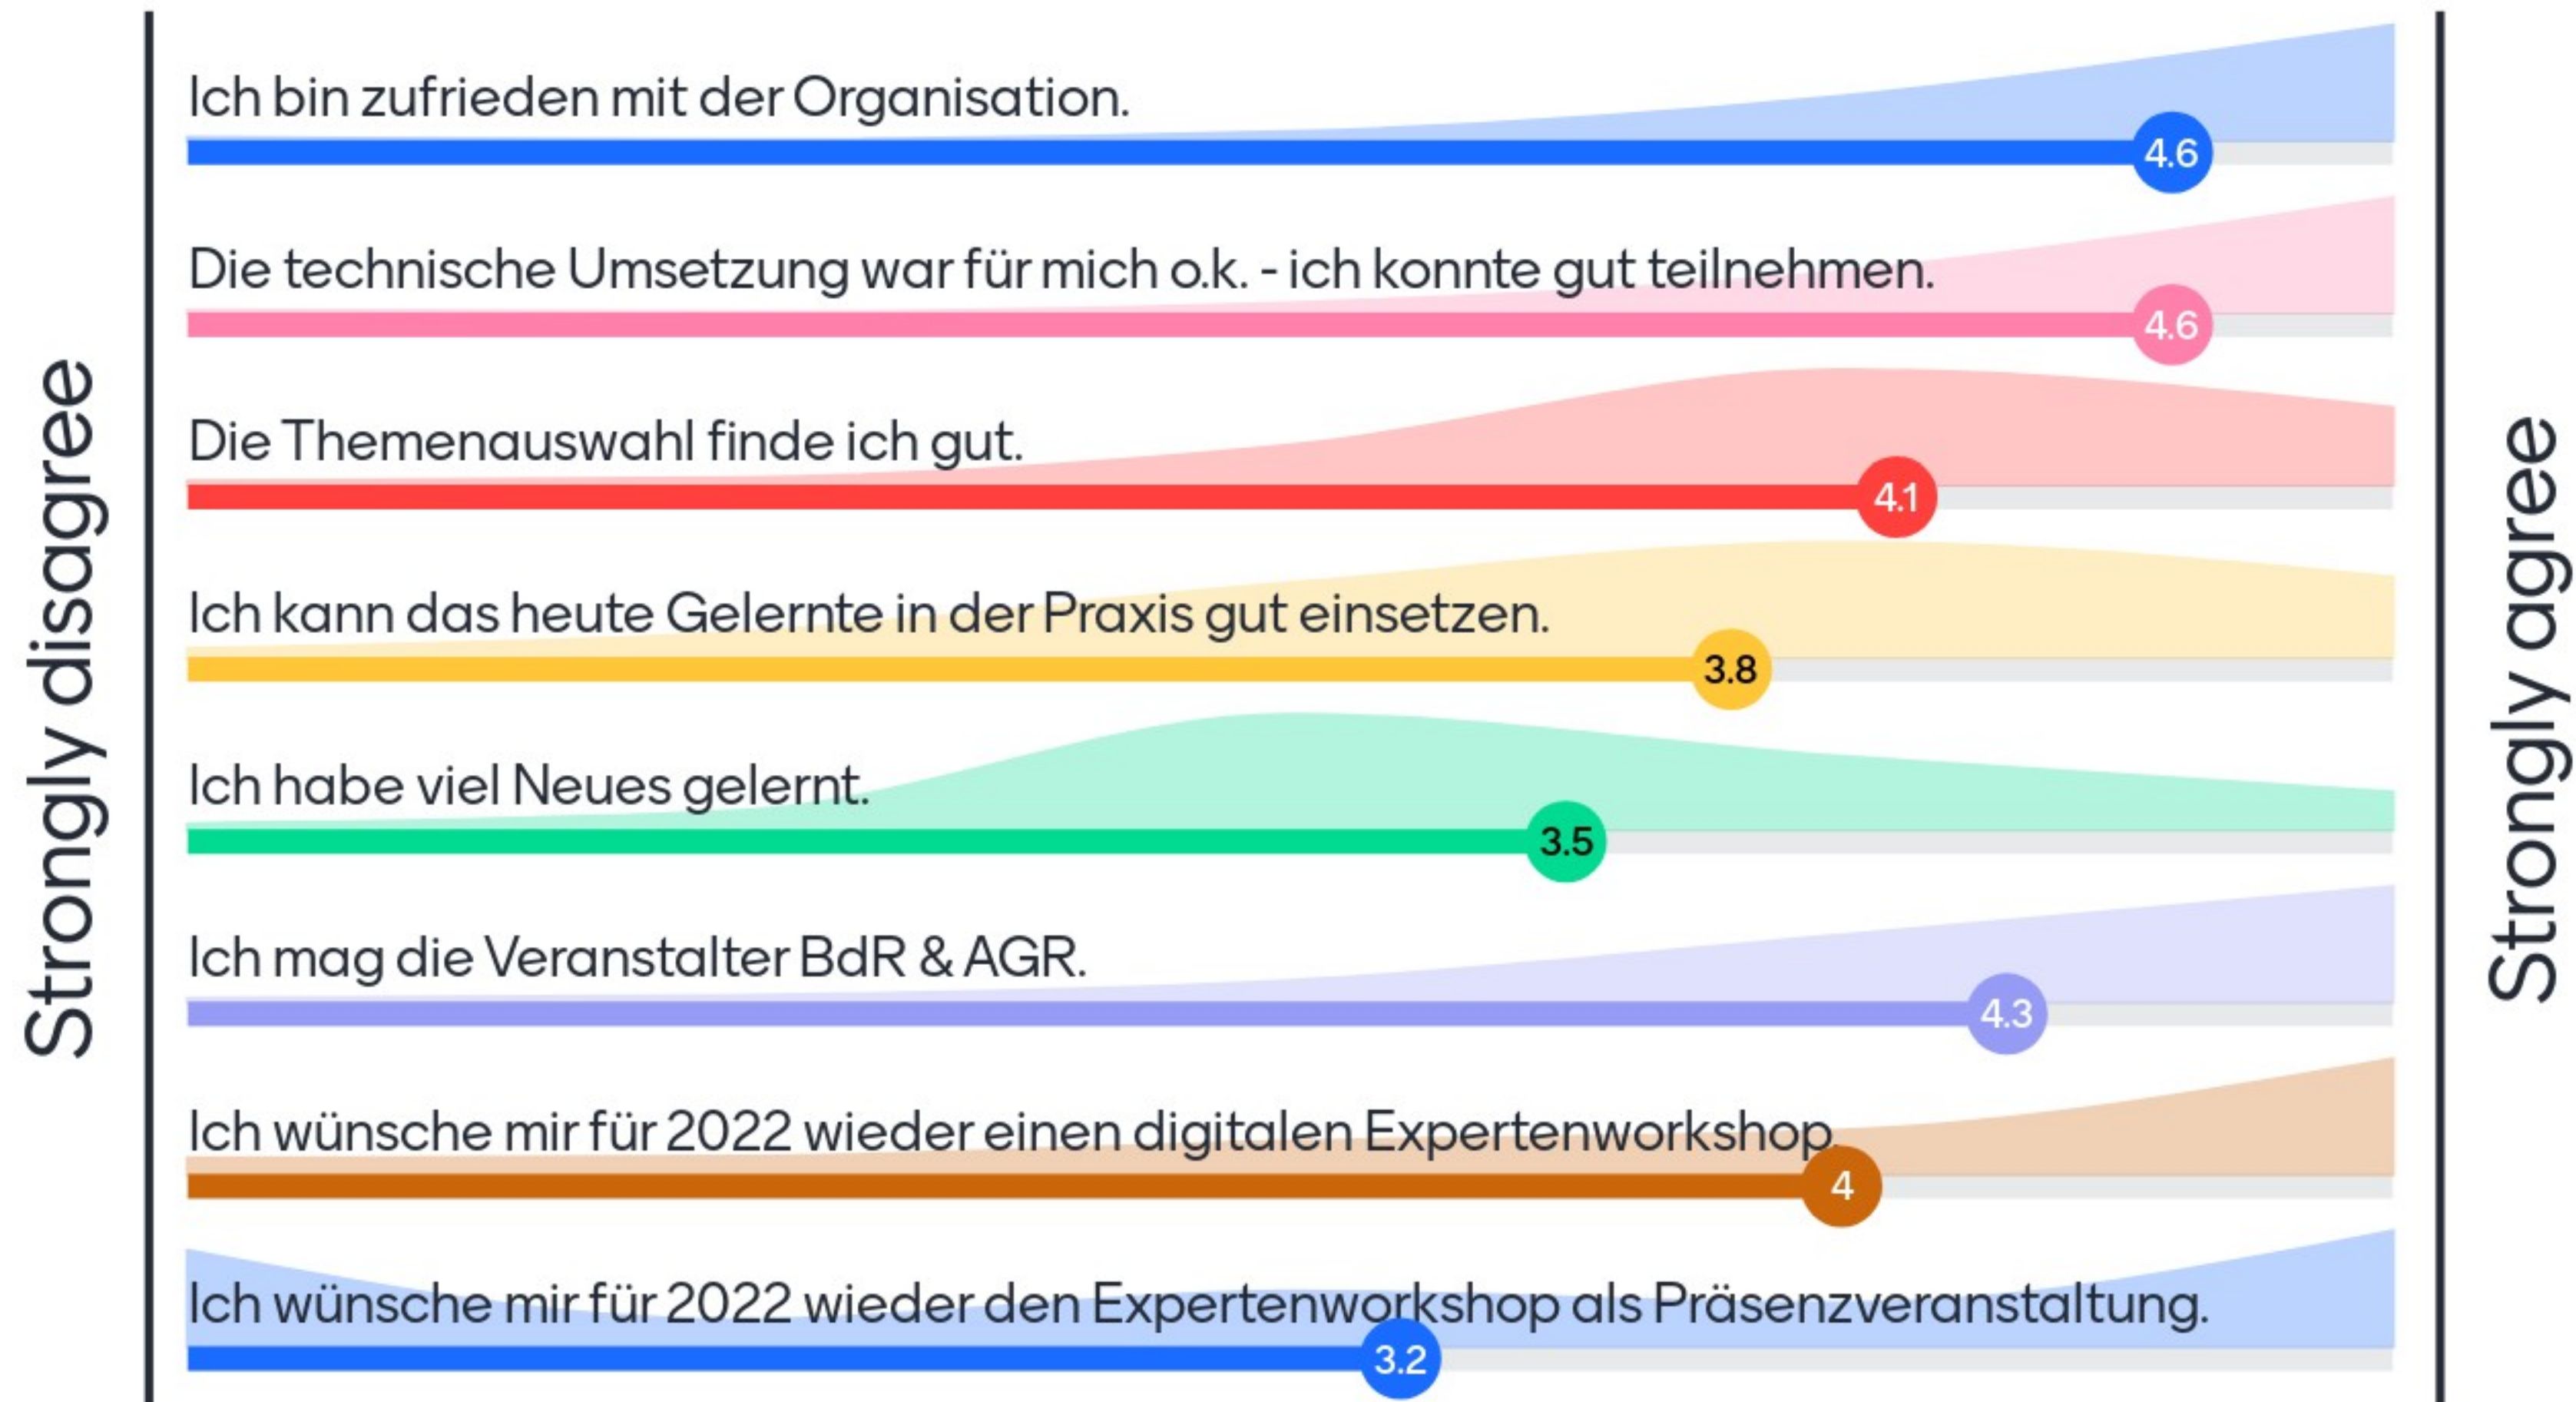 Strongly disagree
Ich bin zufrieden mit der Organisation.
4.6
Die technische Umsetzung war für mich o.k. - ich konnte gut teilnehmen.
4.6
Die Themenauswahl finde ich gut.
4.1
Ich kann das heute Gelernte in der Praxis gut einsetzen.
3.8
Ich habe viel Neues gelernt.
3.5
Ich mag die Veranstalter BdR & AGR.
4.3
Ich wünsche mir für 2022 wieder einen digitalen Expertenworkshop.
4
Ich wünsche mir für 2022 wieder den Expertenworkshop als Präsenzveranstaltung.
3.2
Strongly agree